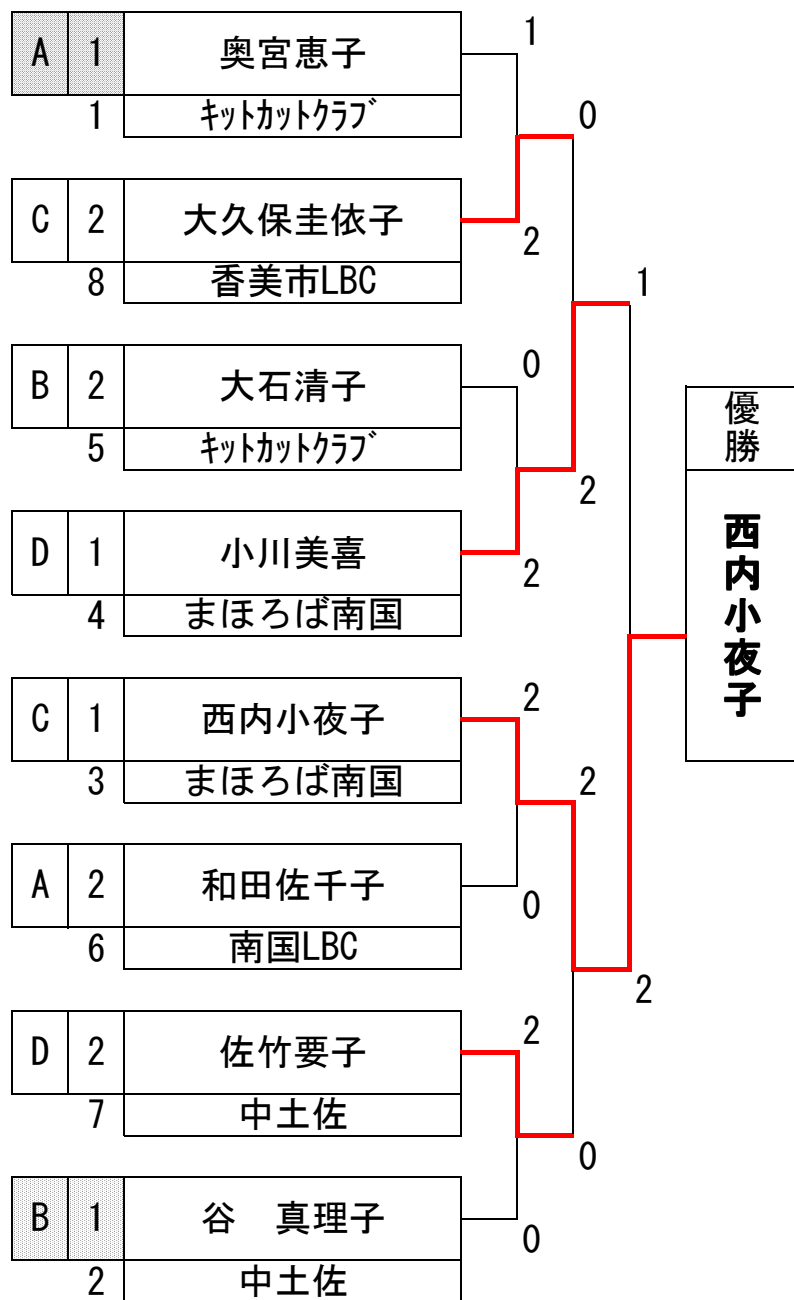 A 1 奥宮恵子 1
1 キットカットクラブ 0
C 2 大久保圭依子 2
8 香美市LBC 1
B 2 大石清子 0
5 キットカットクラブ 2
D 1 小川美喜 2
4 まほろば南国
C 1 西内小夜子 2
3 まほろば南国 2
A 2 和田佐千子 0
6 南国LBC
D 2 佐竹要子 2
7 中土佐 0
B 1 谷　真理子 0
2 中土佐
2
優勝
西内小夜子